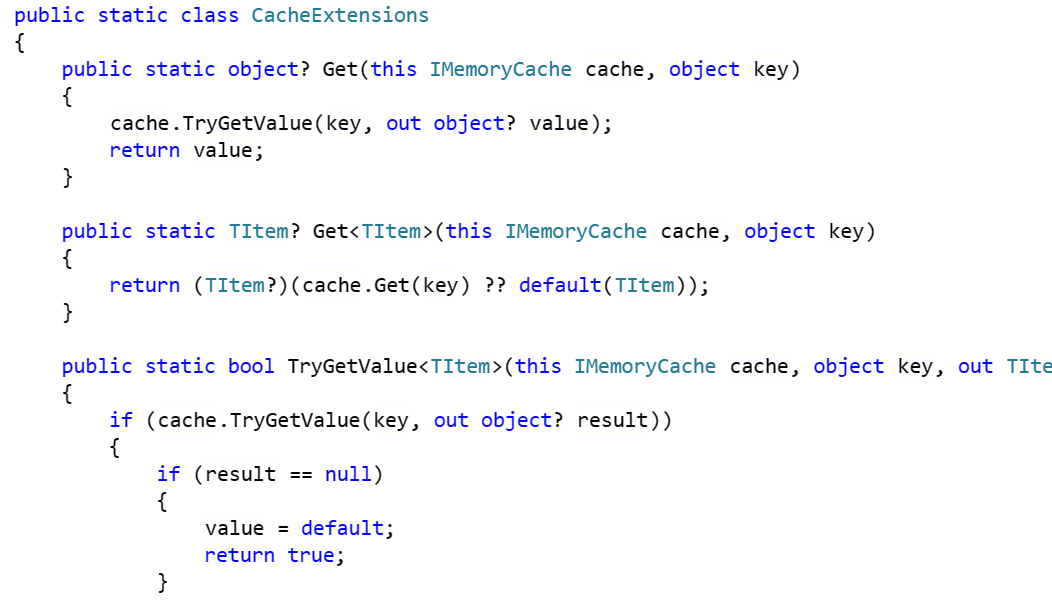 public static class CacheExtensions
{
    public static object? Get(this IMemoryCache cache, object key)
    {
        cache.TryGetValue(key, out object? value);
        return value;
    }

    public static TItem? Get<TItem>(this IMemoryCache cache, object key)
    {
        return (TItem?)(cache.Get(key) ?? default(TItem));
    }

    public static bool TryGetValue<TItem>(this IMemoryCache cache, object key, out TIte
    {
        if (cache.TryGetValue(key, out object? result))
        {
            if (result == null)
            {
                value = default;
                return true;
            }